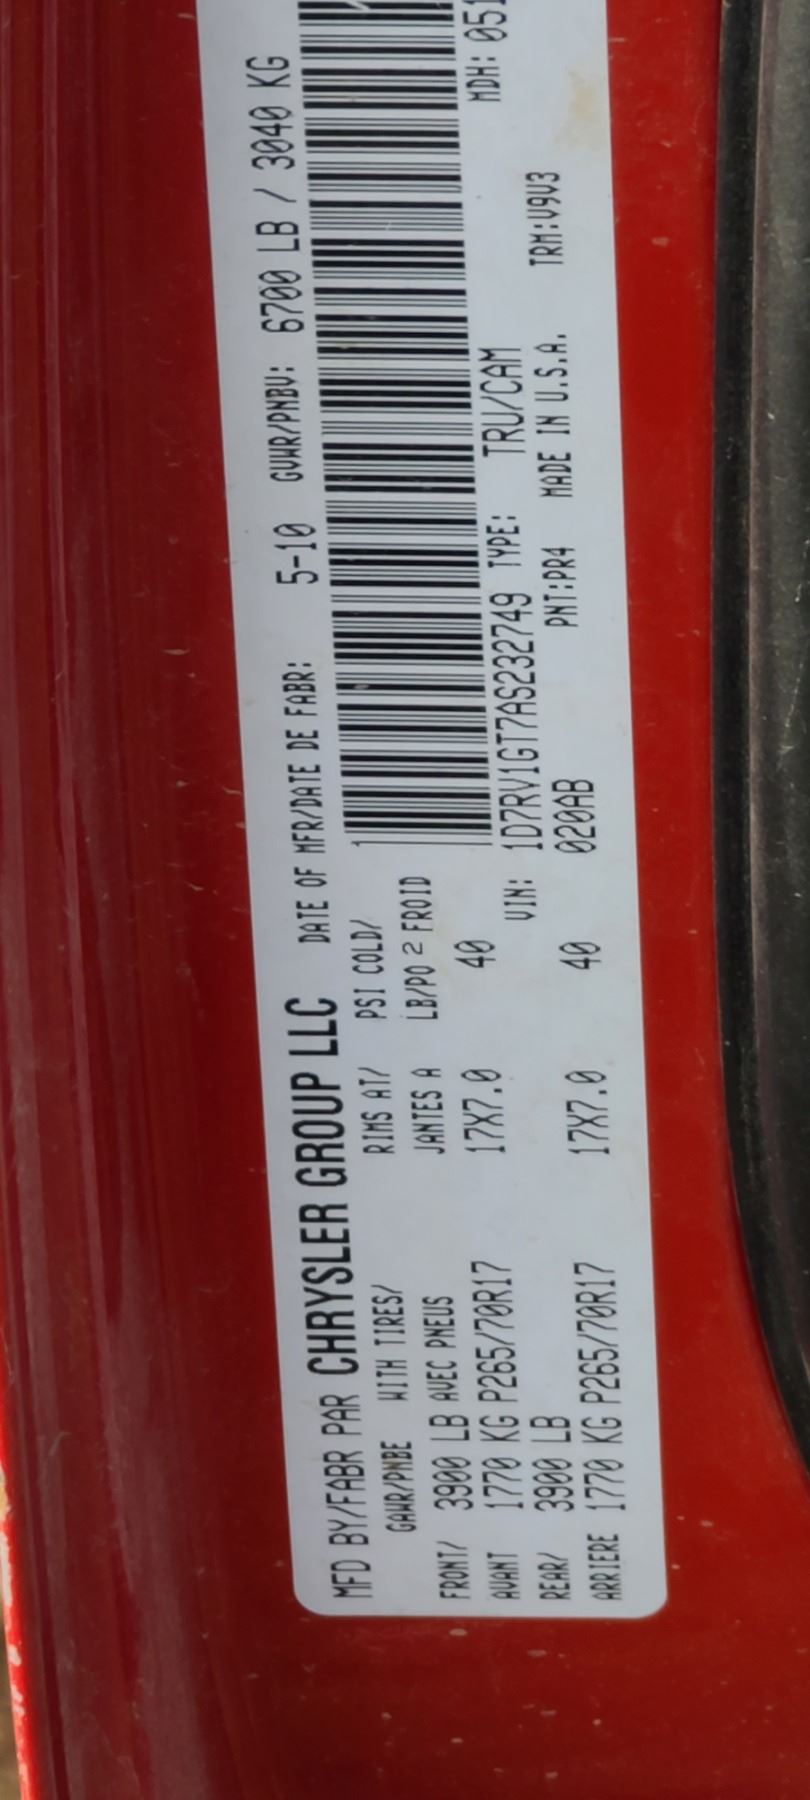 MFD BY/FABR PAR CHRYSLER GROUP LLC DATE OF MFR/DATE DE FABR: 5-10 GVWR/PNBV: 6700 LB / 3040 KG
GAWR/PNBE WITH TIRES/ RIMS AT/ PSI COLD/
AVEC PNEUS JANTES A LB/PO 2 FROID
FRONT/ 3900 LB
AVANT 1770 KG P265/70R17 17X7.0 40
VIN: 1D7RV1GT7AS232749 TYPE: TRU/CAM MDH: 051
REAR/ 3900 LB
020AB PNT:PR4 MADE IN U.S.A. TRM:V9V3
ARRIERE 1770 KG P265/70R17 17X7.0 40